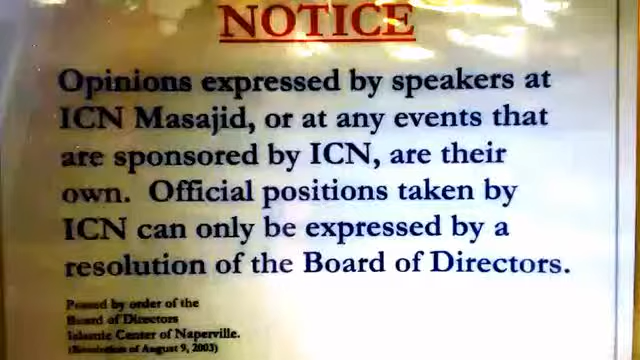 NOTICE
Opinions expressed by speakers at
ICN Masajid, or at any events that
are sponsored by ICN, are their
own. Official positions taken by
ICN can only be expressed by a
resolution of the Board of Directors.
Posted by order of the
Board of Directors
Islamic Center of Naperville.
(Resolution of August 9, 2003)